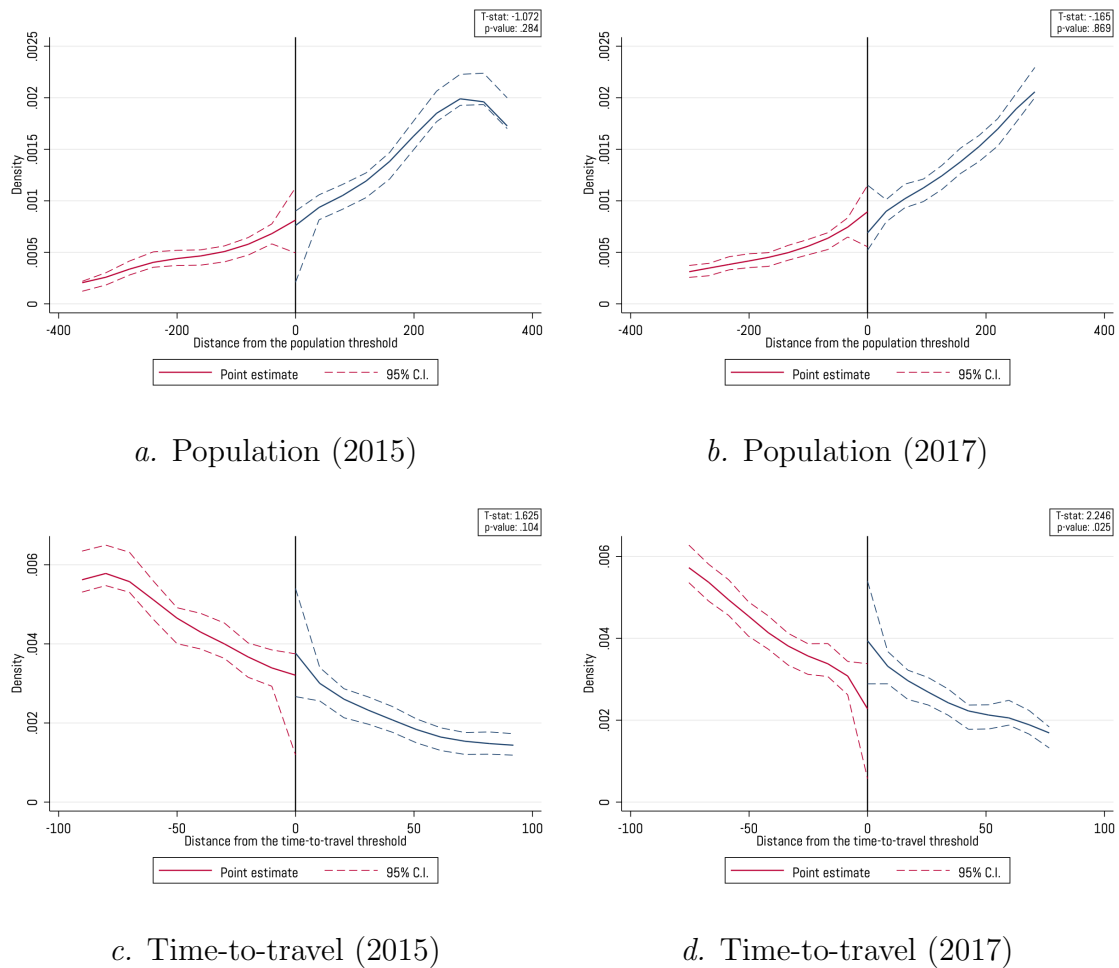 T-stat: -1.072
p-value: .284
Density
0 .0005 .001 .0015 .002 .0025
-400 -200 0 200 400
Distance from the population threshold
Point estimate 95% C.I.
a. Population (2015)
T-stat: -.165
p-value: .869
Density
0 .0005 .001 .0015 .002 .0025
-400 -200 0 200 400
Distance from the population threshold
Point estimate 95% C.I.
b. Population (2017)
T-stat: 1.625
p-value: .104
Density
0 .002 .004 .006
-100 -50 0 50 100
Distance from the time-to-travel threshold
Point estimate 95% C.I.
c. Time-to-travel (2015)
T-stat: 2.246
p-value: .025
Density
0 .002 .004 .006
-100 -50 0 50 100
Distance from the time-to-travel threshold
Point estimate 95% C.I.
d. Time-to-travel (2017)